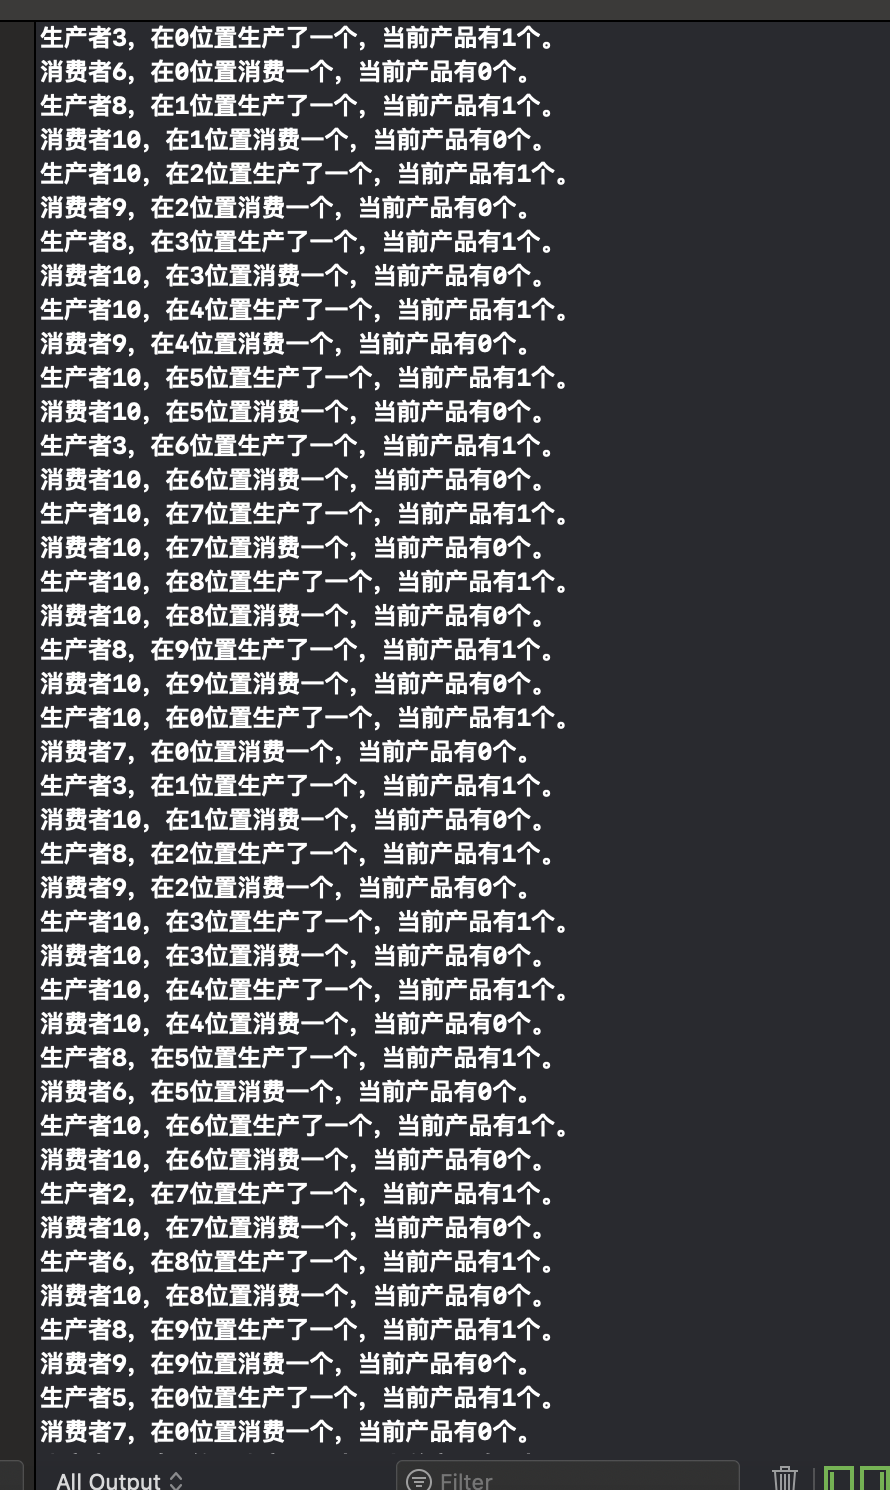 生产者3，在0位置生产了一个，当前产品有1个。
消费者6，在0位置消费一个，当前产品有0个。
生产者8，在1位置生产了一个，当前产品有1个。
消费者10，在1位置消费一个，当前产品有0个。
生产者10，在2位置生产了一个，当前产品有1个。
消费者9，在2位置消费一个，当前产品有0个。
生产者8，在3位置生产了一个，当前产品有1个。
消费者10，在3位置消费一个，当前产品有0个。
生产者10，在4位置生产了一个，当前产品有1个。
消费者9，在4位置消费一个，当前产品有0个。
生产者10，在5位置生产了一个，当前产品有1个。
消费者10，在5位置消费一个，当前产品有0个。
生产者3，在6位置生产了一个，当前产品有1个。
消费者10，在6位置消费一个，当前产品有0个。
生产者10，在7位置生产了一个，当前产品有1个。
消费者10，在7位置消费一个，当前产品有0个。
生产者10，在8位置生产了一个，当前产品有1个。
消费者10，在8位置消费一个，当前产品有0个。
生产者8，在9位置生产了一个，当前产品有1个。
消费者10，在9位置消费一个，当前产品有0个。
生产者10，在0位置生产了一个，当前产品有1个。
消费者7，在0位置消费一个，当前产品有0个。
生产者3，在1位置生产了一个，当前产品有1个。
消费者10，在1位置消费一个，当前产品有0个。
生产者8，在2位置生产了一个，当前产品有1个。
消费者9，在2位置消费一个，当前产品有0个。
生产者10，在3位置生产了一个，当前产品有1个。
消费者10，在3位置消费一个，当前产品有0个。
生产者10，在4位置生产了一个，当前产品有1个。
消费者10，在4位置消费一个，当前产品有0个。
生产者8，在5位置生产了一个，当前产品有1个。
消费者6，在5位置消费一个，当前产品有0个。
生产者10，在6位置生产了一个，当前产品有1个。
消费者10，在6位置消费一个，当前产品有0个。
生产者2，在7位置生产了一个，当前产品有1个。
消费者10，在7位置消费一个，当前产品有0个。
生产者6，在8位置生产了一个，当前产品有1个。
消费者10，在8位置消费一个，当前产品有0个。
生产者8，在9位置生产了一个，当前产品有1个。
消费者9，在9位置消费一个，当前产品有0个。
生产者5，在0位置生产了一个，当前产品有1个。
消费者7，在0位置消费一个，当前产品有0个。
All Output Filter